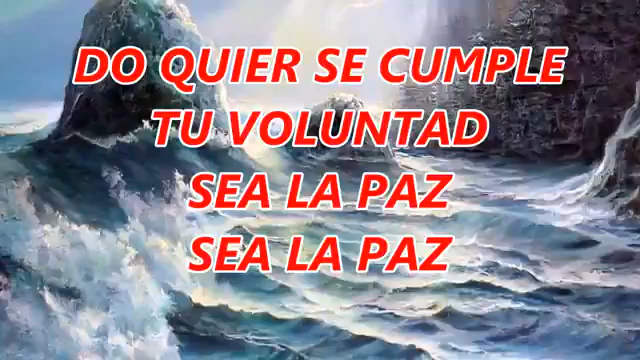 DO QUIER SE CUMPLE
TU VOLUNTAD
SEA LA PAZ
SEA LA PAZ